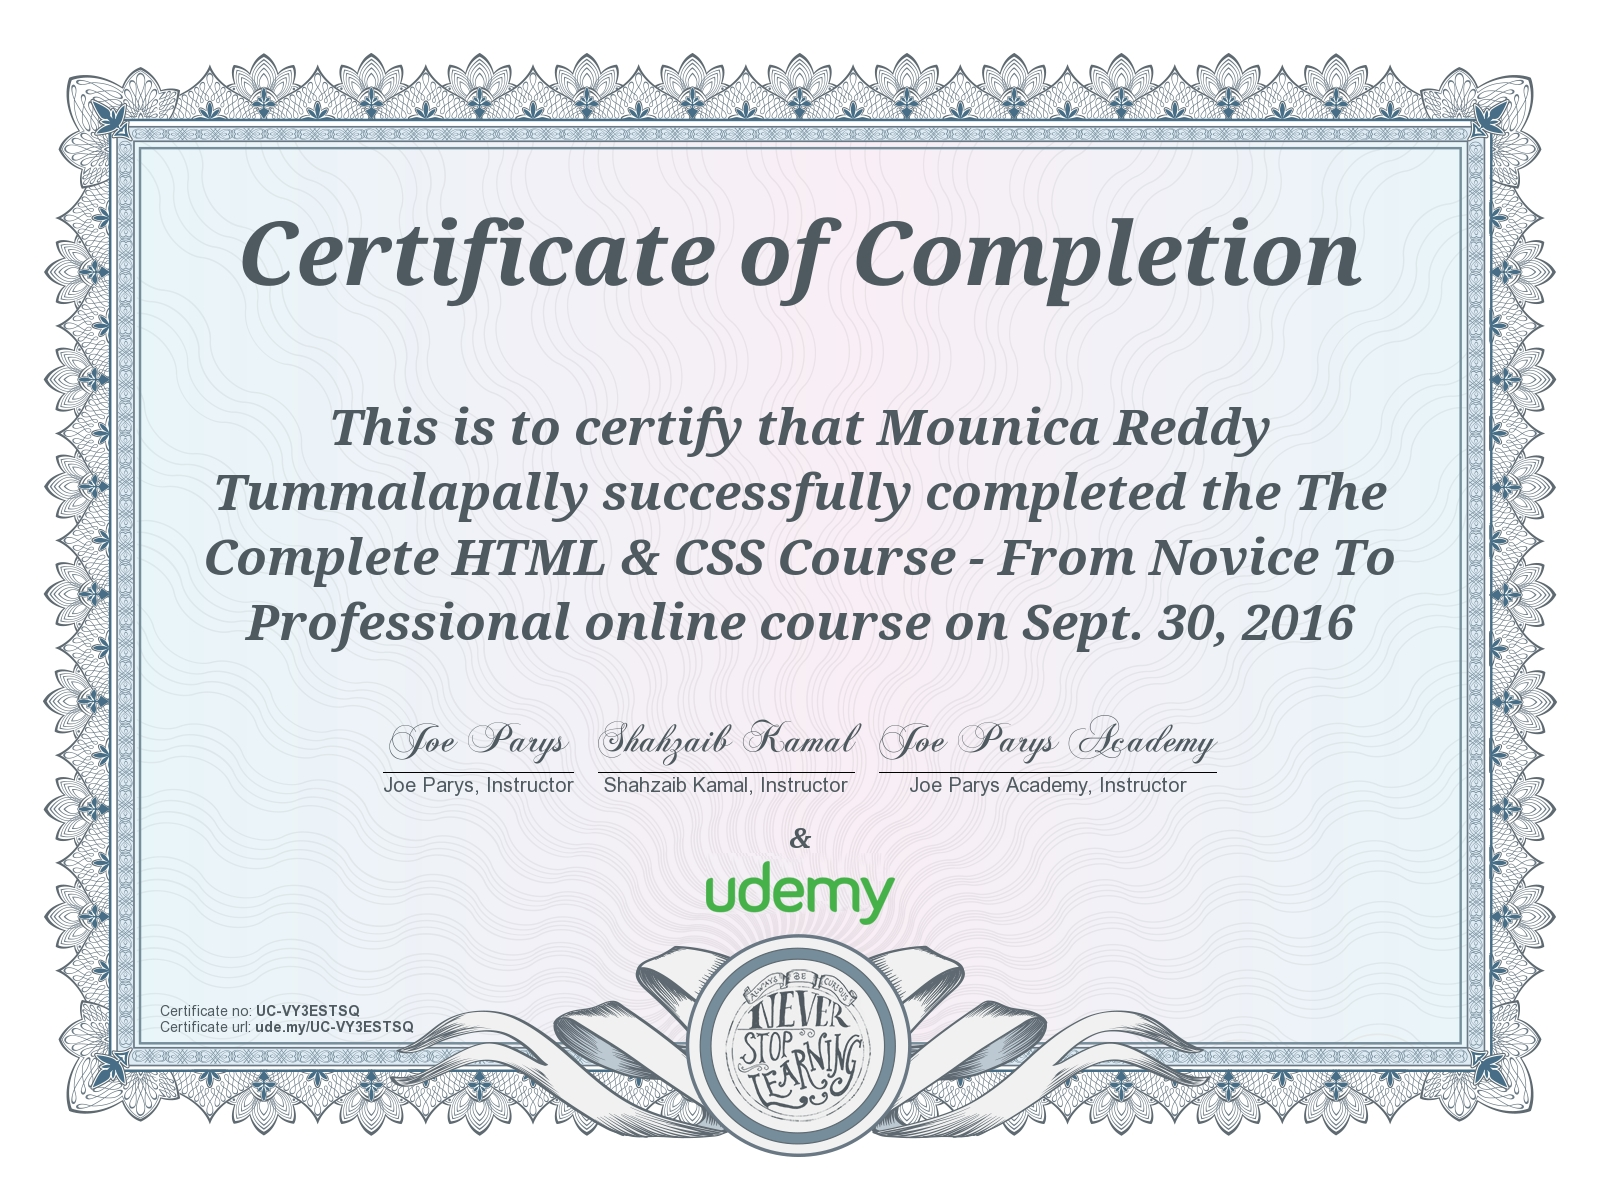 Certificate of Completion
This is to certify that Mounica Reddy
Tummalapally successfully completed the The
Complete HTML & CSS Course - From Novice To
Professional online course on Sept. 30, 2016
Joe Parys Shahzaib Kamal Joe Parys Academy
Joe Parys, Instructor Shahzaib Kamal, Instructor Joe Parys Academy, Instructor
&
udemy
ALWAYS BE CURIOUS
NEVER
STOP
LEARNING
Certificate no: UC-VY3ESTSQ
Certificate url: ude.my/UC-VY3ESTSQ